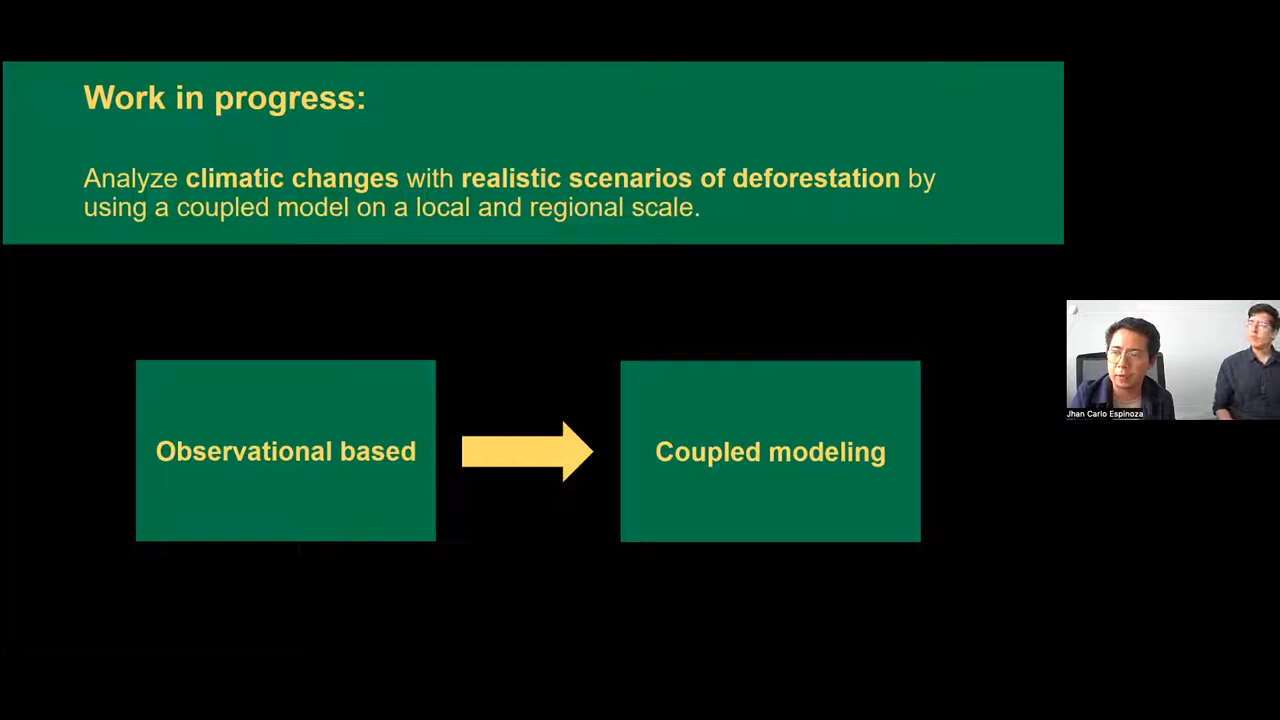 Work in progress:
Analyze climatic changes with realistic scenarios of deforestation by
using a coupled model on a local and regional scale.
Observational based
Coupled modeling
Jhan Carlo Espinoza